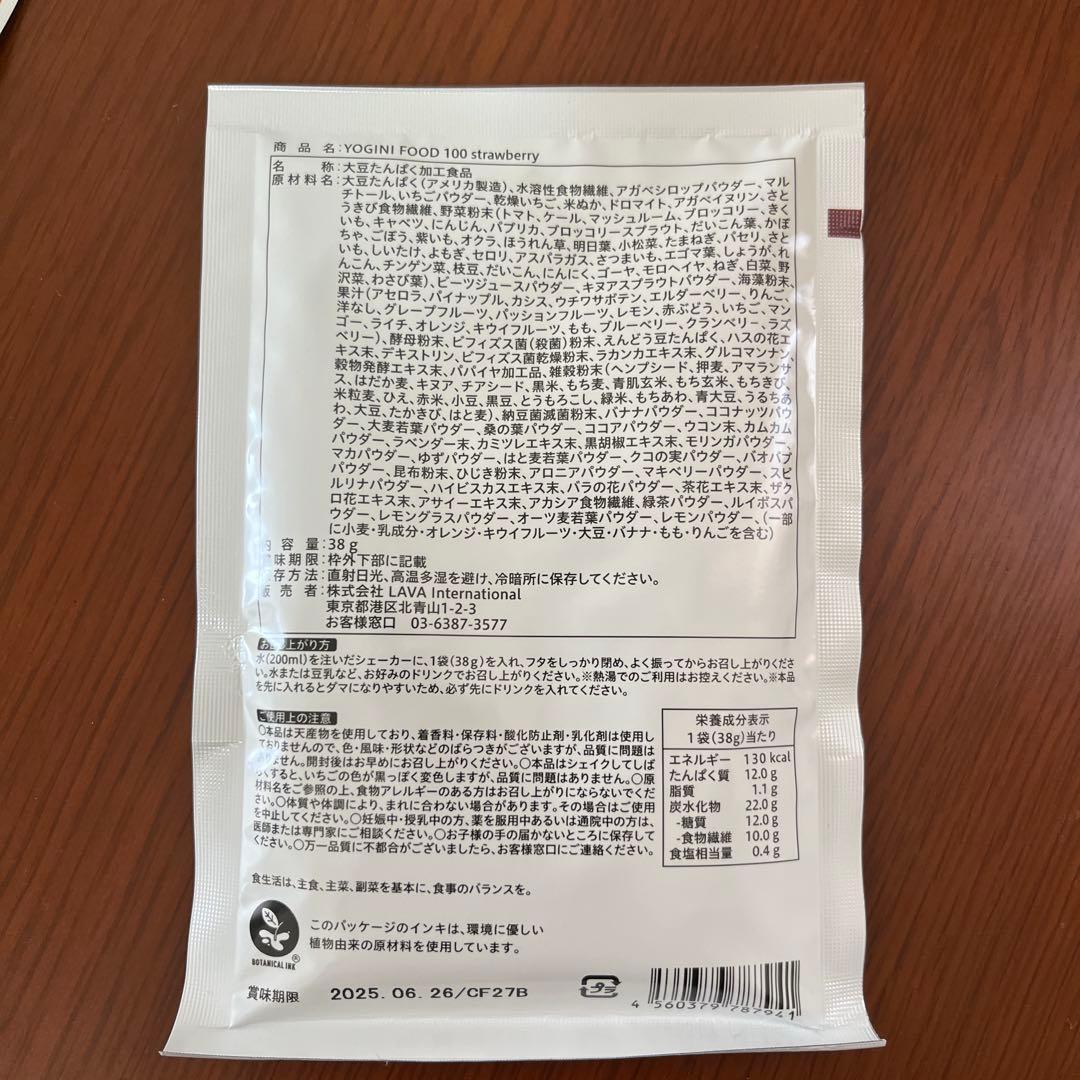 商品名:YOGINI FOOD 100 strawberry
名称:大豆たんぱく加工食品
原材料名:大豆たんぱく(アメリカ製造)、水溶性食物繊維、アガベシロップパウダー、マル
チトール、いちごパウダー、乾燥いちご、米ぬか、ドロマイト、アガベイヌリン、さと
うきび食物繊維、野菜粉末(トマト、ケール、マッシュルーム、ブロッコリー、きく
いも、キャベツ、にんじん、パプリカ、ブロッコリースプラウト、だいこん葉、かぼ
ちゃ、ごぼう、紫いも、オクラ、ほうれん草、明日葉、小松菜、たまねぎ、パセリ、さと
いも、しいたけ、よもぎ、セロリ、アスパラガス、さつまいも、エゴマ葉、しょうが、れ
んこん、チンゲン菜、枝豆、だいこん、にんにく、ゴーヤ、モロヘイヤ、ねぎ、白菜、野
沢菜、わさび葉)、ビーツジュースパウダー、キヌアスプラウトパウダー、海藻粉末、
果汁(アセロラ、パイナップル、カシス、ウチワサボテン、エルダーベリー、りんご、
洋なし、グレープフルーツ、パッションフルーツ、レモン、赤ぶどう、いちご、マン
ゴー、ライチ、オレンジ、キウイフルーツ、もも、ブルーベリー、クランベリー、ラズ
ベリー)、酵母粉末、ビフィズス菌(殺菌)粉末、えんどう豆たんぱく、ハスの花エ
キス末、デキストリン、ビフィズス菌乾燥粉末、ラカンカエキス末、グルコマンナン、
穀物発酵エキス末、パパイヤ加工品、雑穀粉末(ヘンプシード、押麦、アマランサ
ス、はだか麦、キヌア、チアシード、黒米、もち麦、青肌玄米、もち玄米、もちきび、
米粒麦、ひえ、赤米、小豆、黒豆、とうもろこし、緑米、もちあわ、青大豆、うるちあ
わ、大豆、たかきび、はと麦)、納豆菌滅菌粉末、バナナパウダー、ココナッツパウ
ダー、大麦若葉パウダー、桑の葉パウダー、ココアパウダー、ウコン末、カムカム
パウダー、ラベンダー末、カミツレエキス末、黒胡椒エキス末、モリンガパウダー、
マカパウダー、ゆずパウダー、はと麦若葉パウダー、クコの実パウダー、バオバブ
パウダー、昆布粉末、ひじき粉末、アロニアパウダー、マキベリーパウダー、スピ
ルリナパウダー、ハイビスカスエキス末、バラの花パウダー、茶花エキス末、ザク
ロ花エキス末、アサイーエキス末、アカシア食物繊維、緑茶パウダー、ルイボスパ
ウダー、レモングラスパウダー、オーツ麦若葉パウダー、レモンパウダー、(一部
に小麦・乳成分・オレンジ・キウイフルーツ・大豆・バナナ・もも・りんごを含む)
内容量:38g
賞味期限:枠外下部に記載
保存方法:直射日光、高温多湿を避け、冷暗所に保存してください。
販売者:株式会社 LAVA International
東京都港区北青山1-2-3
お客様窓口 03-6387-3577
お召し上がり方
水(200ml)を注いだシェーカーに、1袋(38g)を入れ、フタをしっかり閉め、よく振ってからお召し上がりくださ
い。水または豆乳など、お好みのドリンクでお召し上がりください。※熱湯でのご利用はお控えください。※本品
を先に入れるとダマになりやすいため、必ず先にドリンクを入れてください。
ご使用上の注意
○本品は天産物を使用しており、着香料・保存料・酸化防止剤・乳化剤は使用し
ておりませんので、色・風味・形状などのばらつきがございますが、品質に問題は
ありません。開封後はお早めにお召し上がりください。○本品はシェイクしてしば
らくすると、いちごの色が黒っぽく変色しますが、品質に問題はありません。○原
材料名をご参照の上、食物アレルギーのある方はお召し上がりにならないでくだ
さい。○体質や体調により、まれに合わない場合があります。その場合はご使用
を中止してください。○妊娠中・授乳中の方、薬を服用中あるいは通院中の方は、
医師または専門家にご相談ください。○お子様の手の届かないところに保存して
ください。○万一品質に不都合がございましたら、お客様窓口にご連絡ください。
栄養成分表示
1袋(38g)当たり
エネルギー 130 kcal
たんぱく質 12.0g
脂質 1.1g
炭水化物 22.0g
-糖質 12.0g
-食物繊維 10.0g
食塩相当量 0.4g
食生活は、主食、主菜、副菜を基本に、食事のバランスを。
このパッケージのインキは、環境に優しい
植物由来の原材料を使用しています。
BOTANICAL INK ®
賞味期限 2025.06.26/CF27B
プラ
4 560379 787941